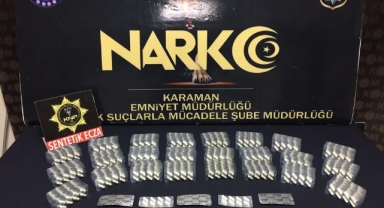 NARKO
KARAMAN
EMNİYET MÜDÜRLÜĞÜ
K SUÇLARLA MÜCADELE ŞUBE MÜDÜRLÜĞÜ
SENTETİK ECZA